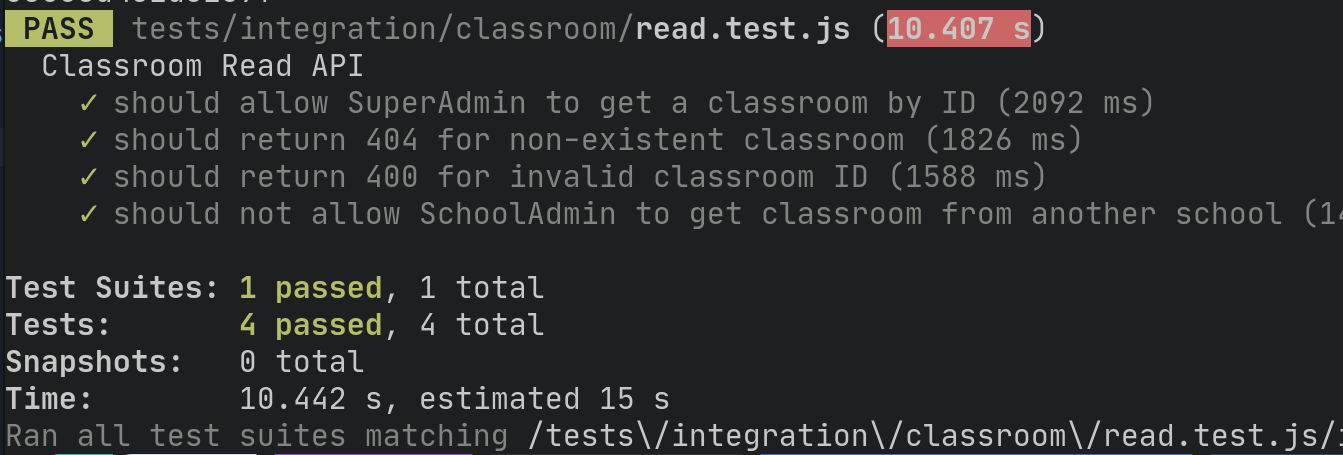 PASS tests/integration/classroom/read.test.js (10.407 s)
Classroom Read API
✓ should allow SuperAdmin to get a classroom by ID (2092 ms)
✓ should return 404 for non-existent classroom (1826 ms)
✓ should return 400 for invalid classroom ID (1588 ms)
✓ should not allow SchoolAdmin to get classroom from another school (14
Test Suites: 1 passed, 1 total
Tests: 4 passed, 4 total
Snapshots: 0 total
Time: 10.442 s, estimated 15 s
Ran all test suites matching /tests\/integration\/classroom\/read.test.js/i